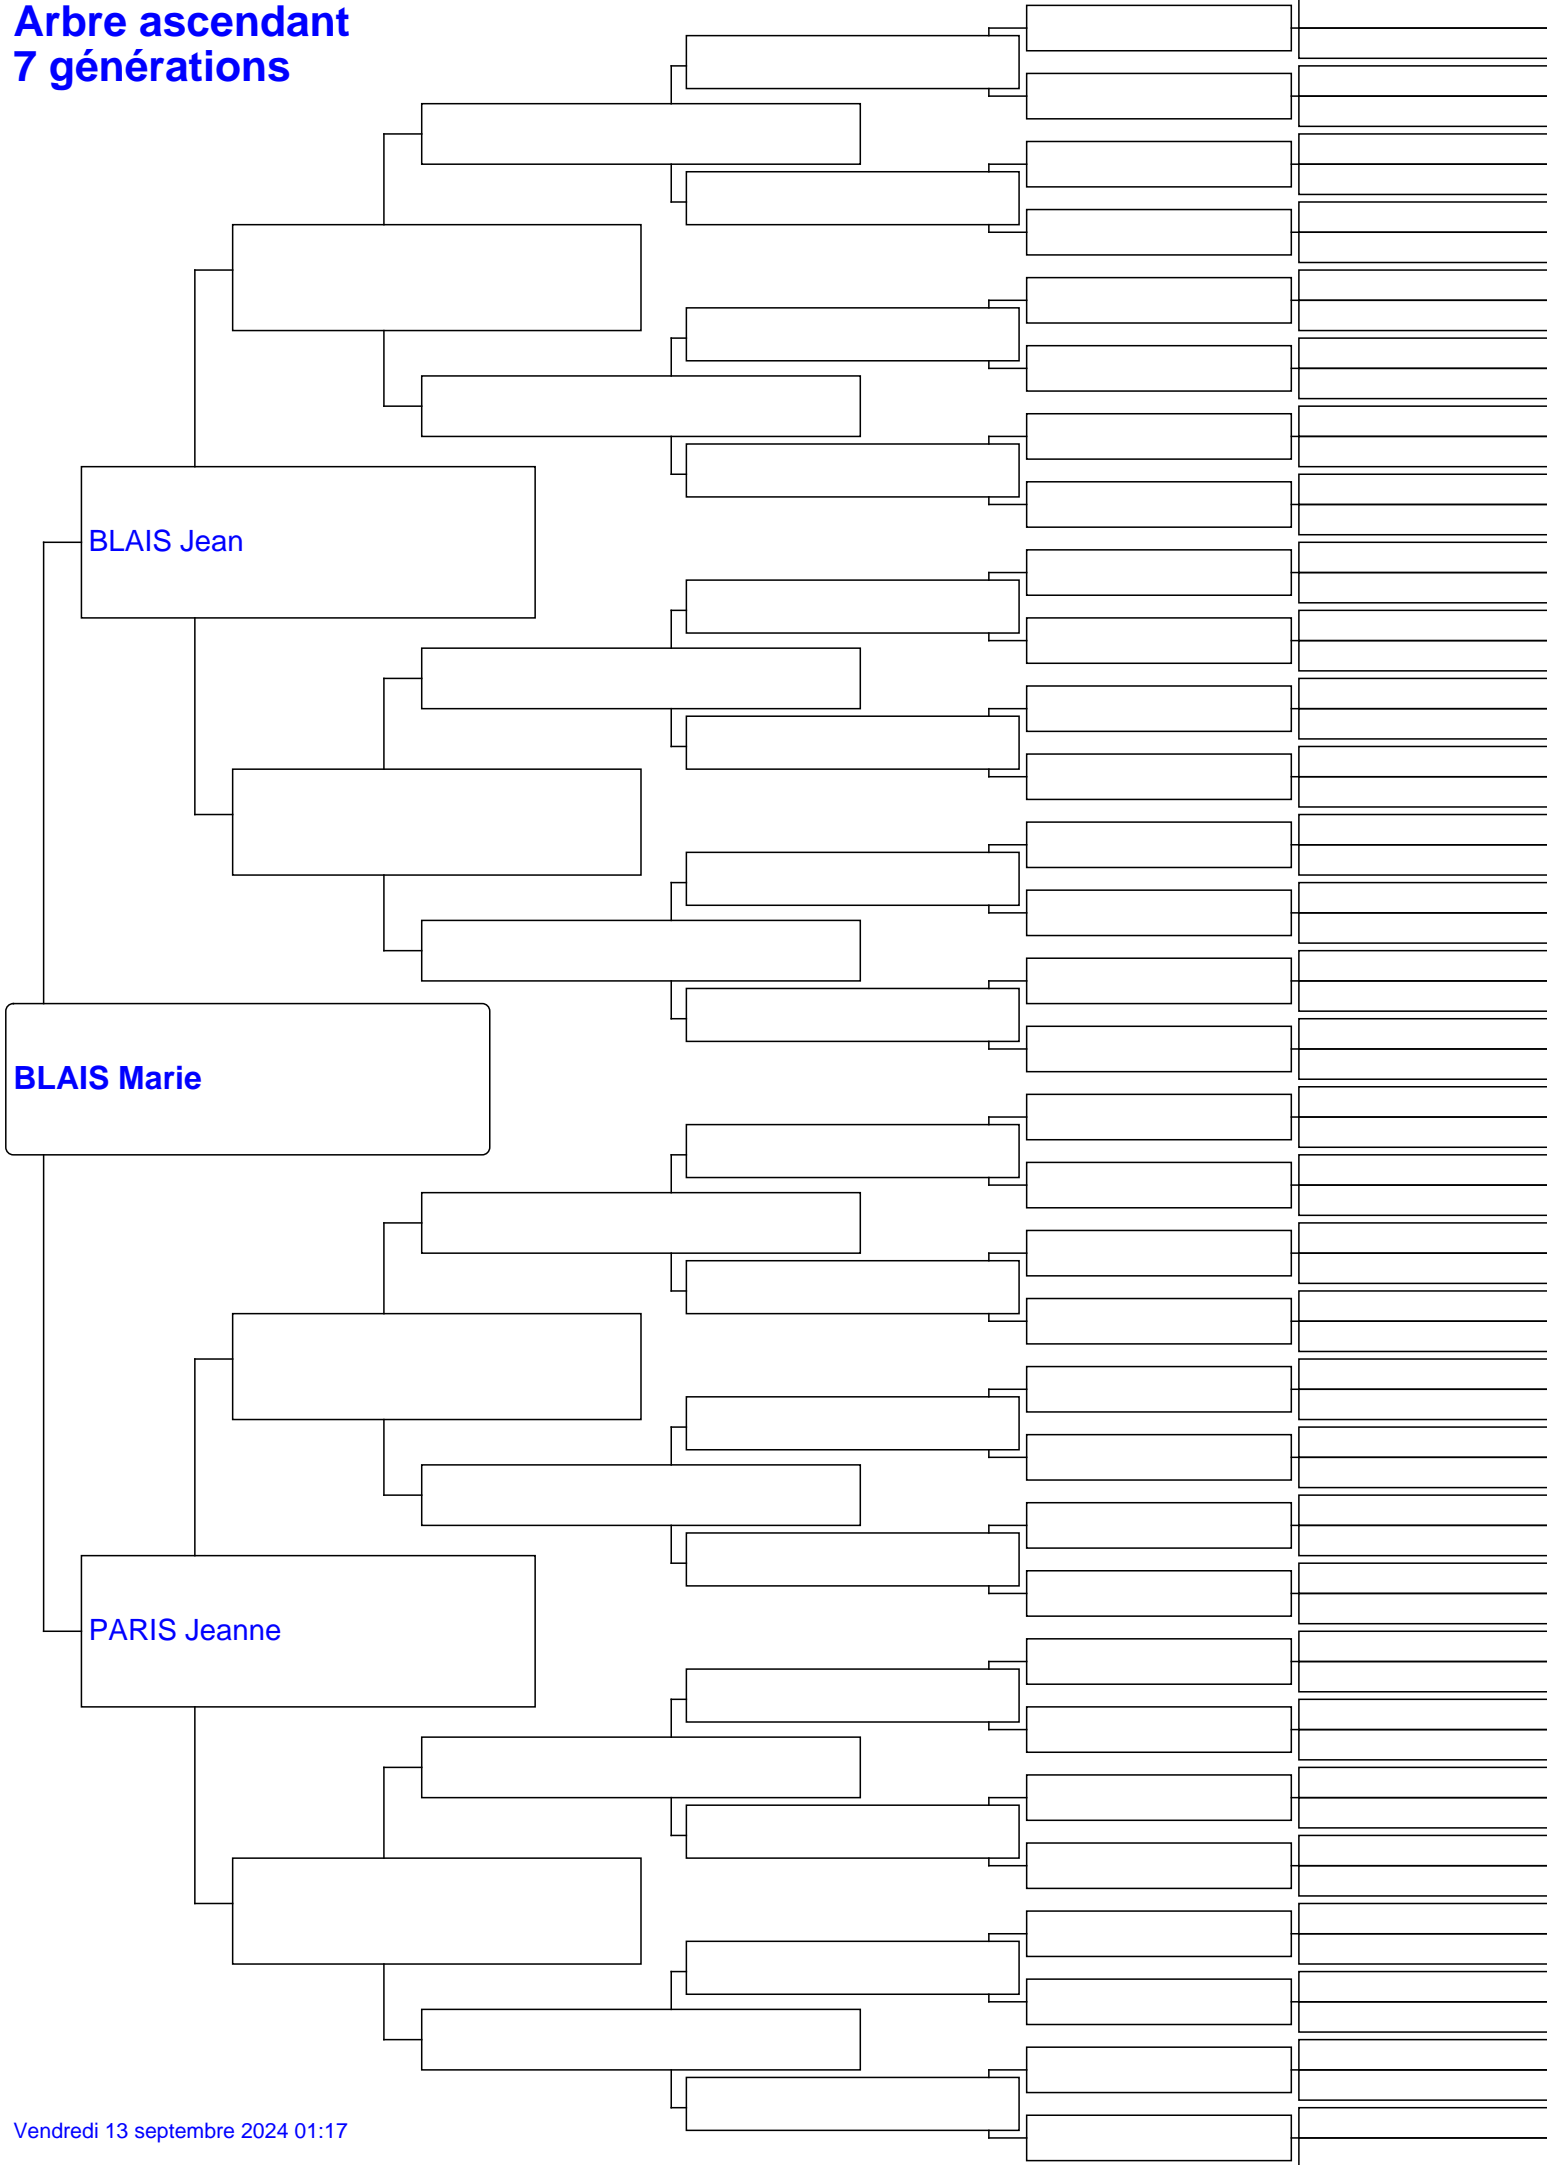 Arbre ascendant
7 générations
BLAIS Jean
BLAIS Marie
PARIS Jeanne
Vendredi 13 septembre 2024 01:17